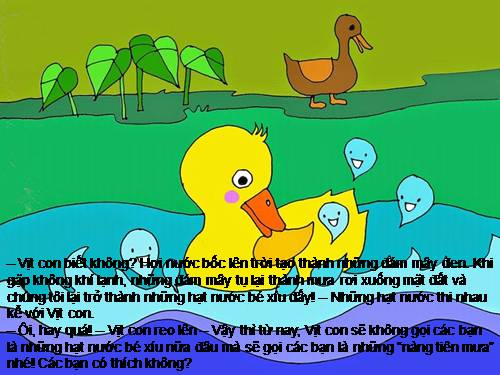 – Vịt con biết không? Hơi nước bốc lên trời tạo thành những đám mây đen. Khi
gặp không khí lạnh, những đám mây tụ lại thành mưa rơi xuống mặt đất và
chúng tôi lại trở thành những hạt nước bé xíu đấy! – Những hạt nước thi nhau
kể với Vịt con.
– Ôi, hay quá! – Vịt con reo lên – Vậy thì từ nay, Vịt con sẽ không gọi các bạn
là những hạt nước bé xíu nữa đâu mà sẽ gọi các bạn là những "nàng tiên mưa"
nhé! Các bạn có thích không?